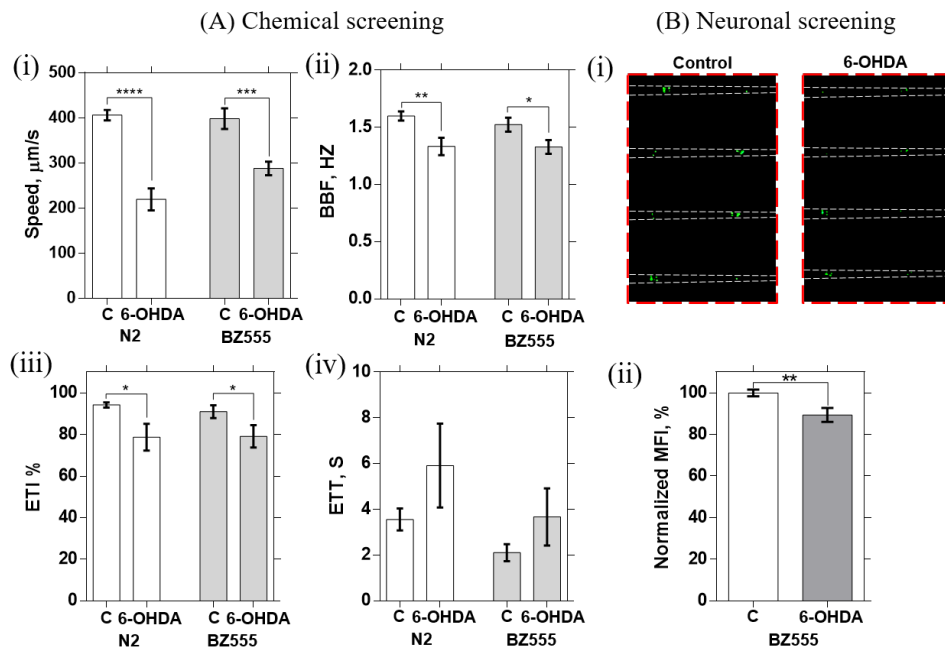 (A) Chemical screening
(B) Neuronal screening
(i)
500
400
300
200
100
0
Speed, μm/s
****
***
C 6-OHDA C 6-OHDA
N2 BZ555
(ii)
2.0
1.5
1.0
0.5
0.0
BBF, HZ
**
*
C 6-OHDA C 6-OHDA
N2 BZ555
(i)
Control 6-OHDA
(iii)
100
80
60
40
20
0
ETI %
*
*
C 6-OHDA C 6-OHDA
N2 BZ555
(iv)
10
8
6
4
2
0
ETT, S
C 6-OHDA C 6-OHDA
N2 BZ555
(ii)
100
80
60
40
20
0
Normalized MFI, %
**
C 6-OHDA
BZ555